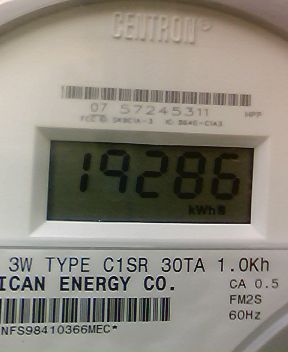 CENTRON®
07 57245311 HPP
19286
kWh
3W TYPE C1SR 30TA 1.0Kh
ICAN ENERGY CO.
CA 0.5
FM2S
60Hz
NFS98410366MEC*